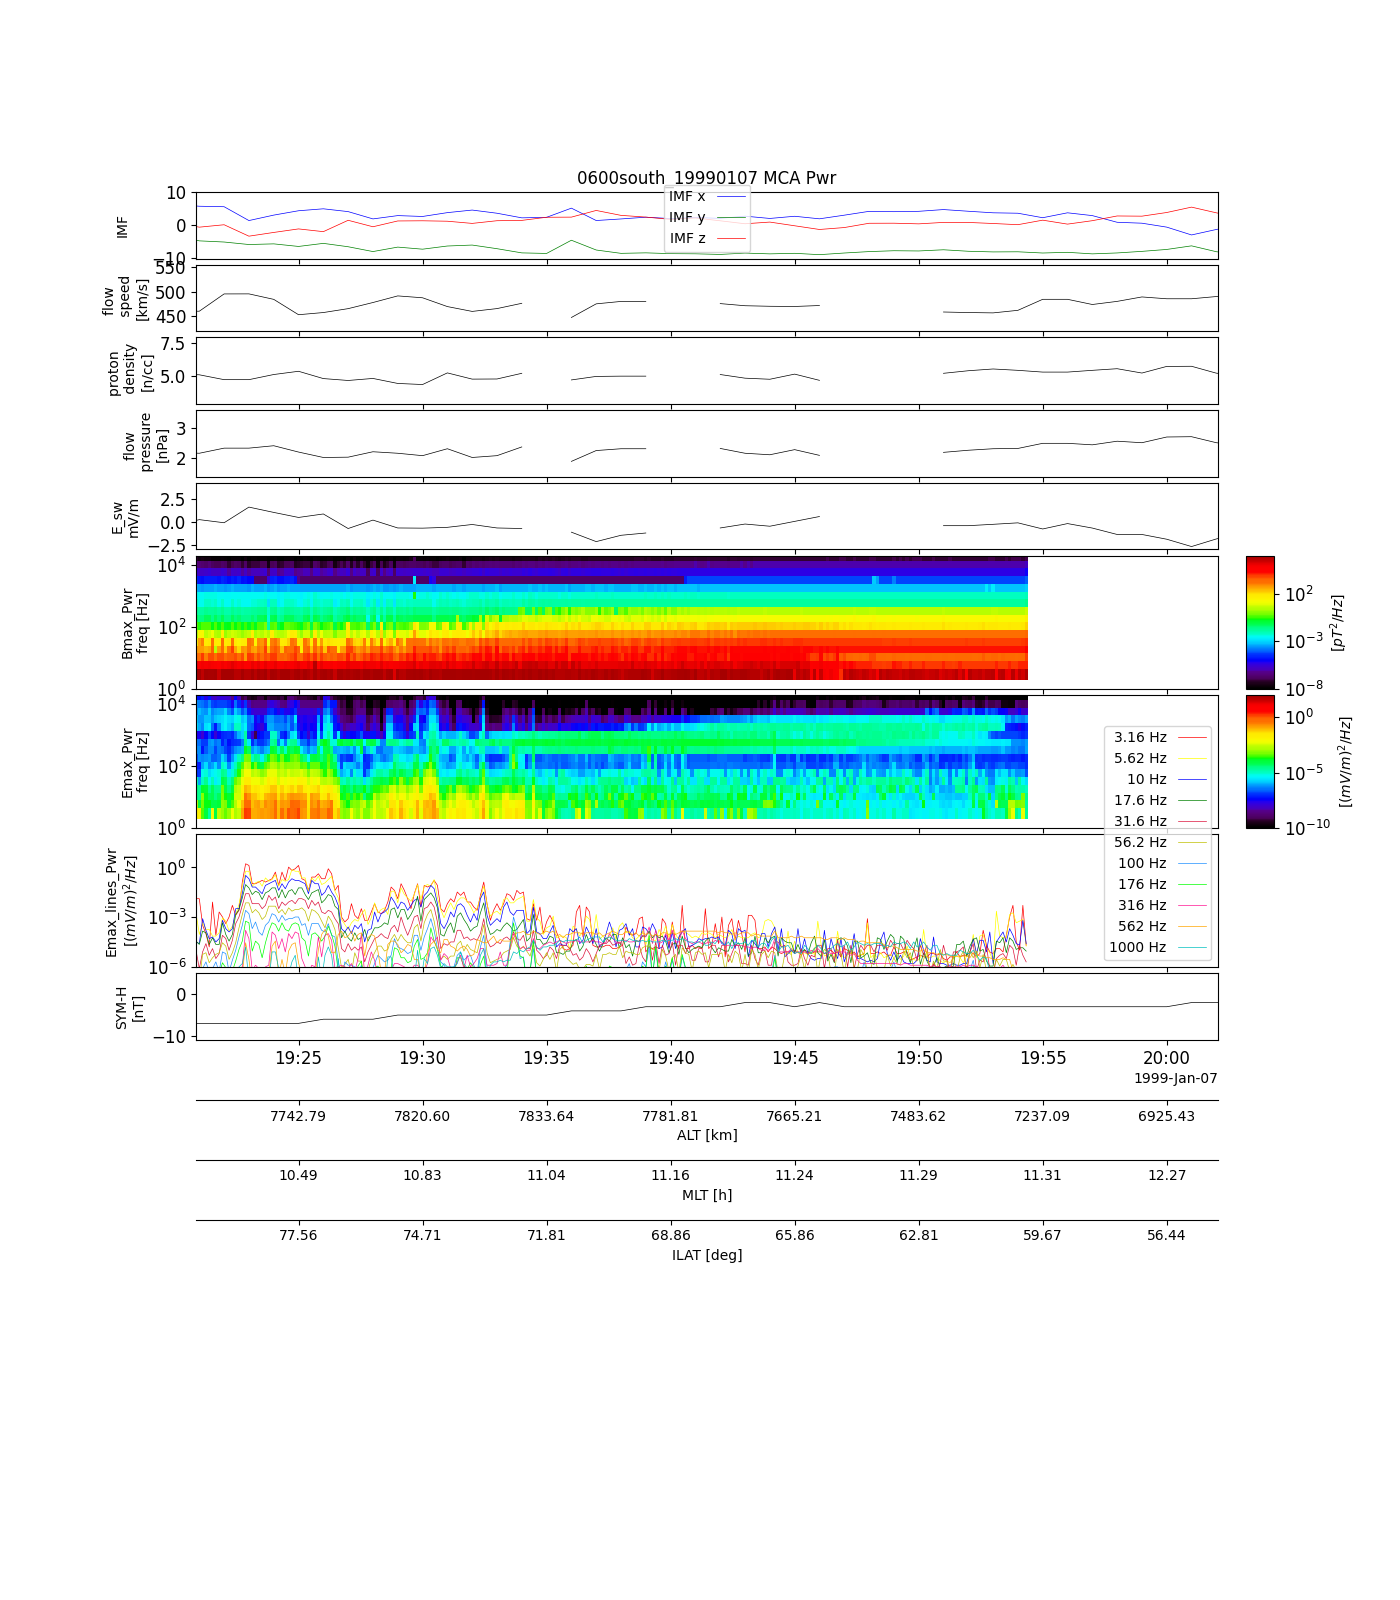 0600south_19990107 MCA Pwr
10
0
−10
IMF
IMF x
IMF y
IMF z
550
500
450
flow
speed
[km/s]
7.5
5.0
proton
density
[n/cc]
3
2
flow
pressure
[nPa]
2.5
0.0
−2.5
E_sw
mV/m
10^4
10^2
10^0
Bmax_Pwr
freq [Hz]
10^2
10^−3
10^−8
[pT^2/Hz]
10^4
10^2
10^0
Emax_Pwr
freq [Hz]
10^0
10^−5
10^−10
[(mV/m)^2/Hz]
3.16 Hz
5.62 Hz
10 Hz
17.6 Hz
31.6 Hz
56.2 Hz
100 Hz
176 Hz
316 Hz
562 Hz
1000 Hz
10^0
10^−3
10^−6
Emax_lines_Pwr
[(mV/m)^2/Hz]
0
−10
SYM-H
[nT]
19:25 19:30 19:35 19:40 19:45 19:50 19:55 20:00
1999-Jan-07
7742.79 7820.60 7833.64 7781.81 7665.21 7483.62 7237.09 6925.43
ALT [km]
10.49 10.83 11.04 11.16 11.24 11.29 11.31 12.27
MLT [h]
77.56 74.71 71.81 68.86 65.86 62.81 59.67 56.44
ILAT [deg]